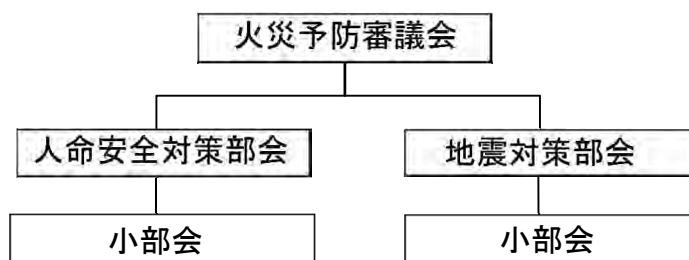 火災予防審議会
人命安全対策部会
地震対策部会
小部会
小部会